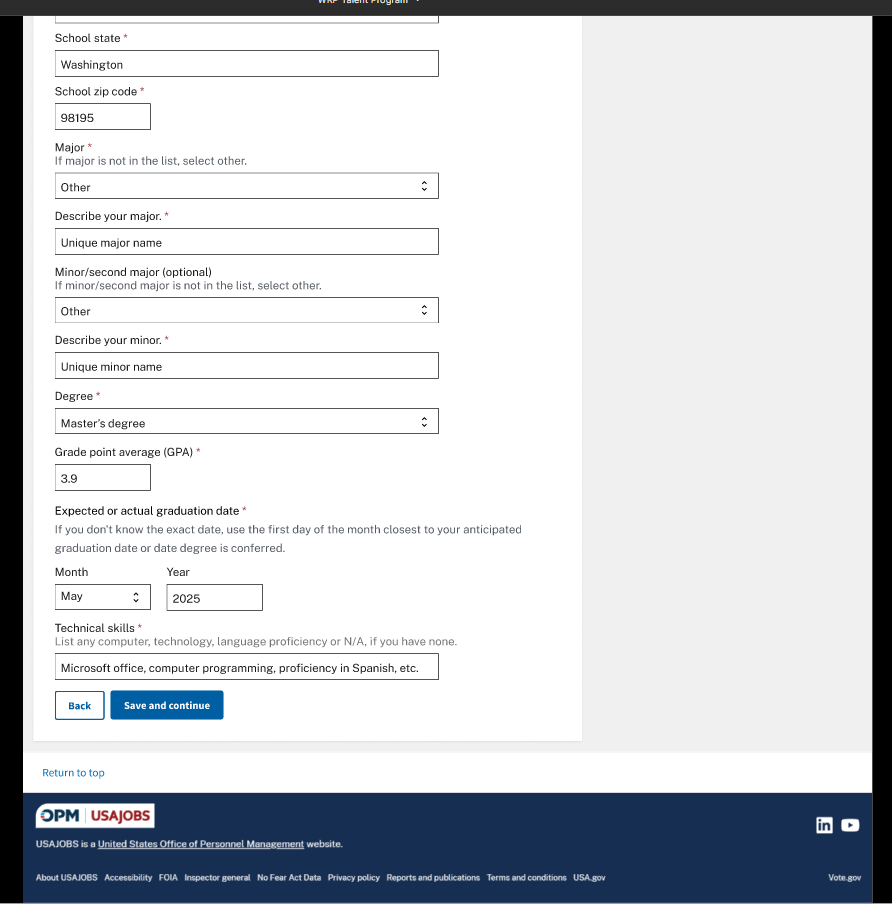 WRP Talent Program
School state *
Washington
School zip code *
98195
Major *
If major is not in the list, select other.
Other
Describe your major. *
Unique major name
Minor/second major (optional)
If minor/second major is not in the list, select other.
Other
Describe your minor. *
Unique minor name
Degree *
Master's degree
Grade point average (GPA) *
3.9
Expected or actual graduation date *
If you don't know the exact date, use the first day of the month closest to your anticipated
graduation date or date degree is conferred.
Month Year
May 2025
Technical skills *
List any computer, technology, language proficiency or N/A, if you have none.
Microsoft office, computer programming, proficiency in Spanish, etc.
Back Save and continue
Return to top
OPM USAJOBS
USAJOBS is a United States Office of Personnel Management website.
About USAJOBS Accessibility FOIA Inspector general No Fear Act Data Privacy policy Reports and publications Terms and conditions USA.gov Vote.gov